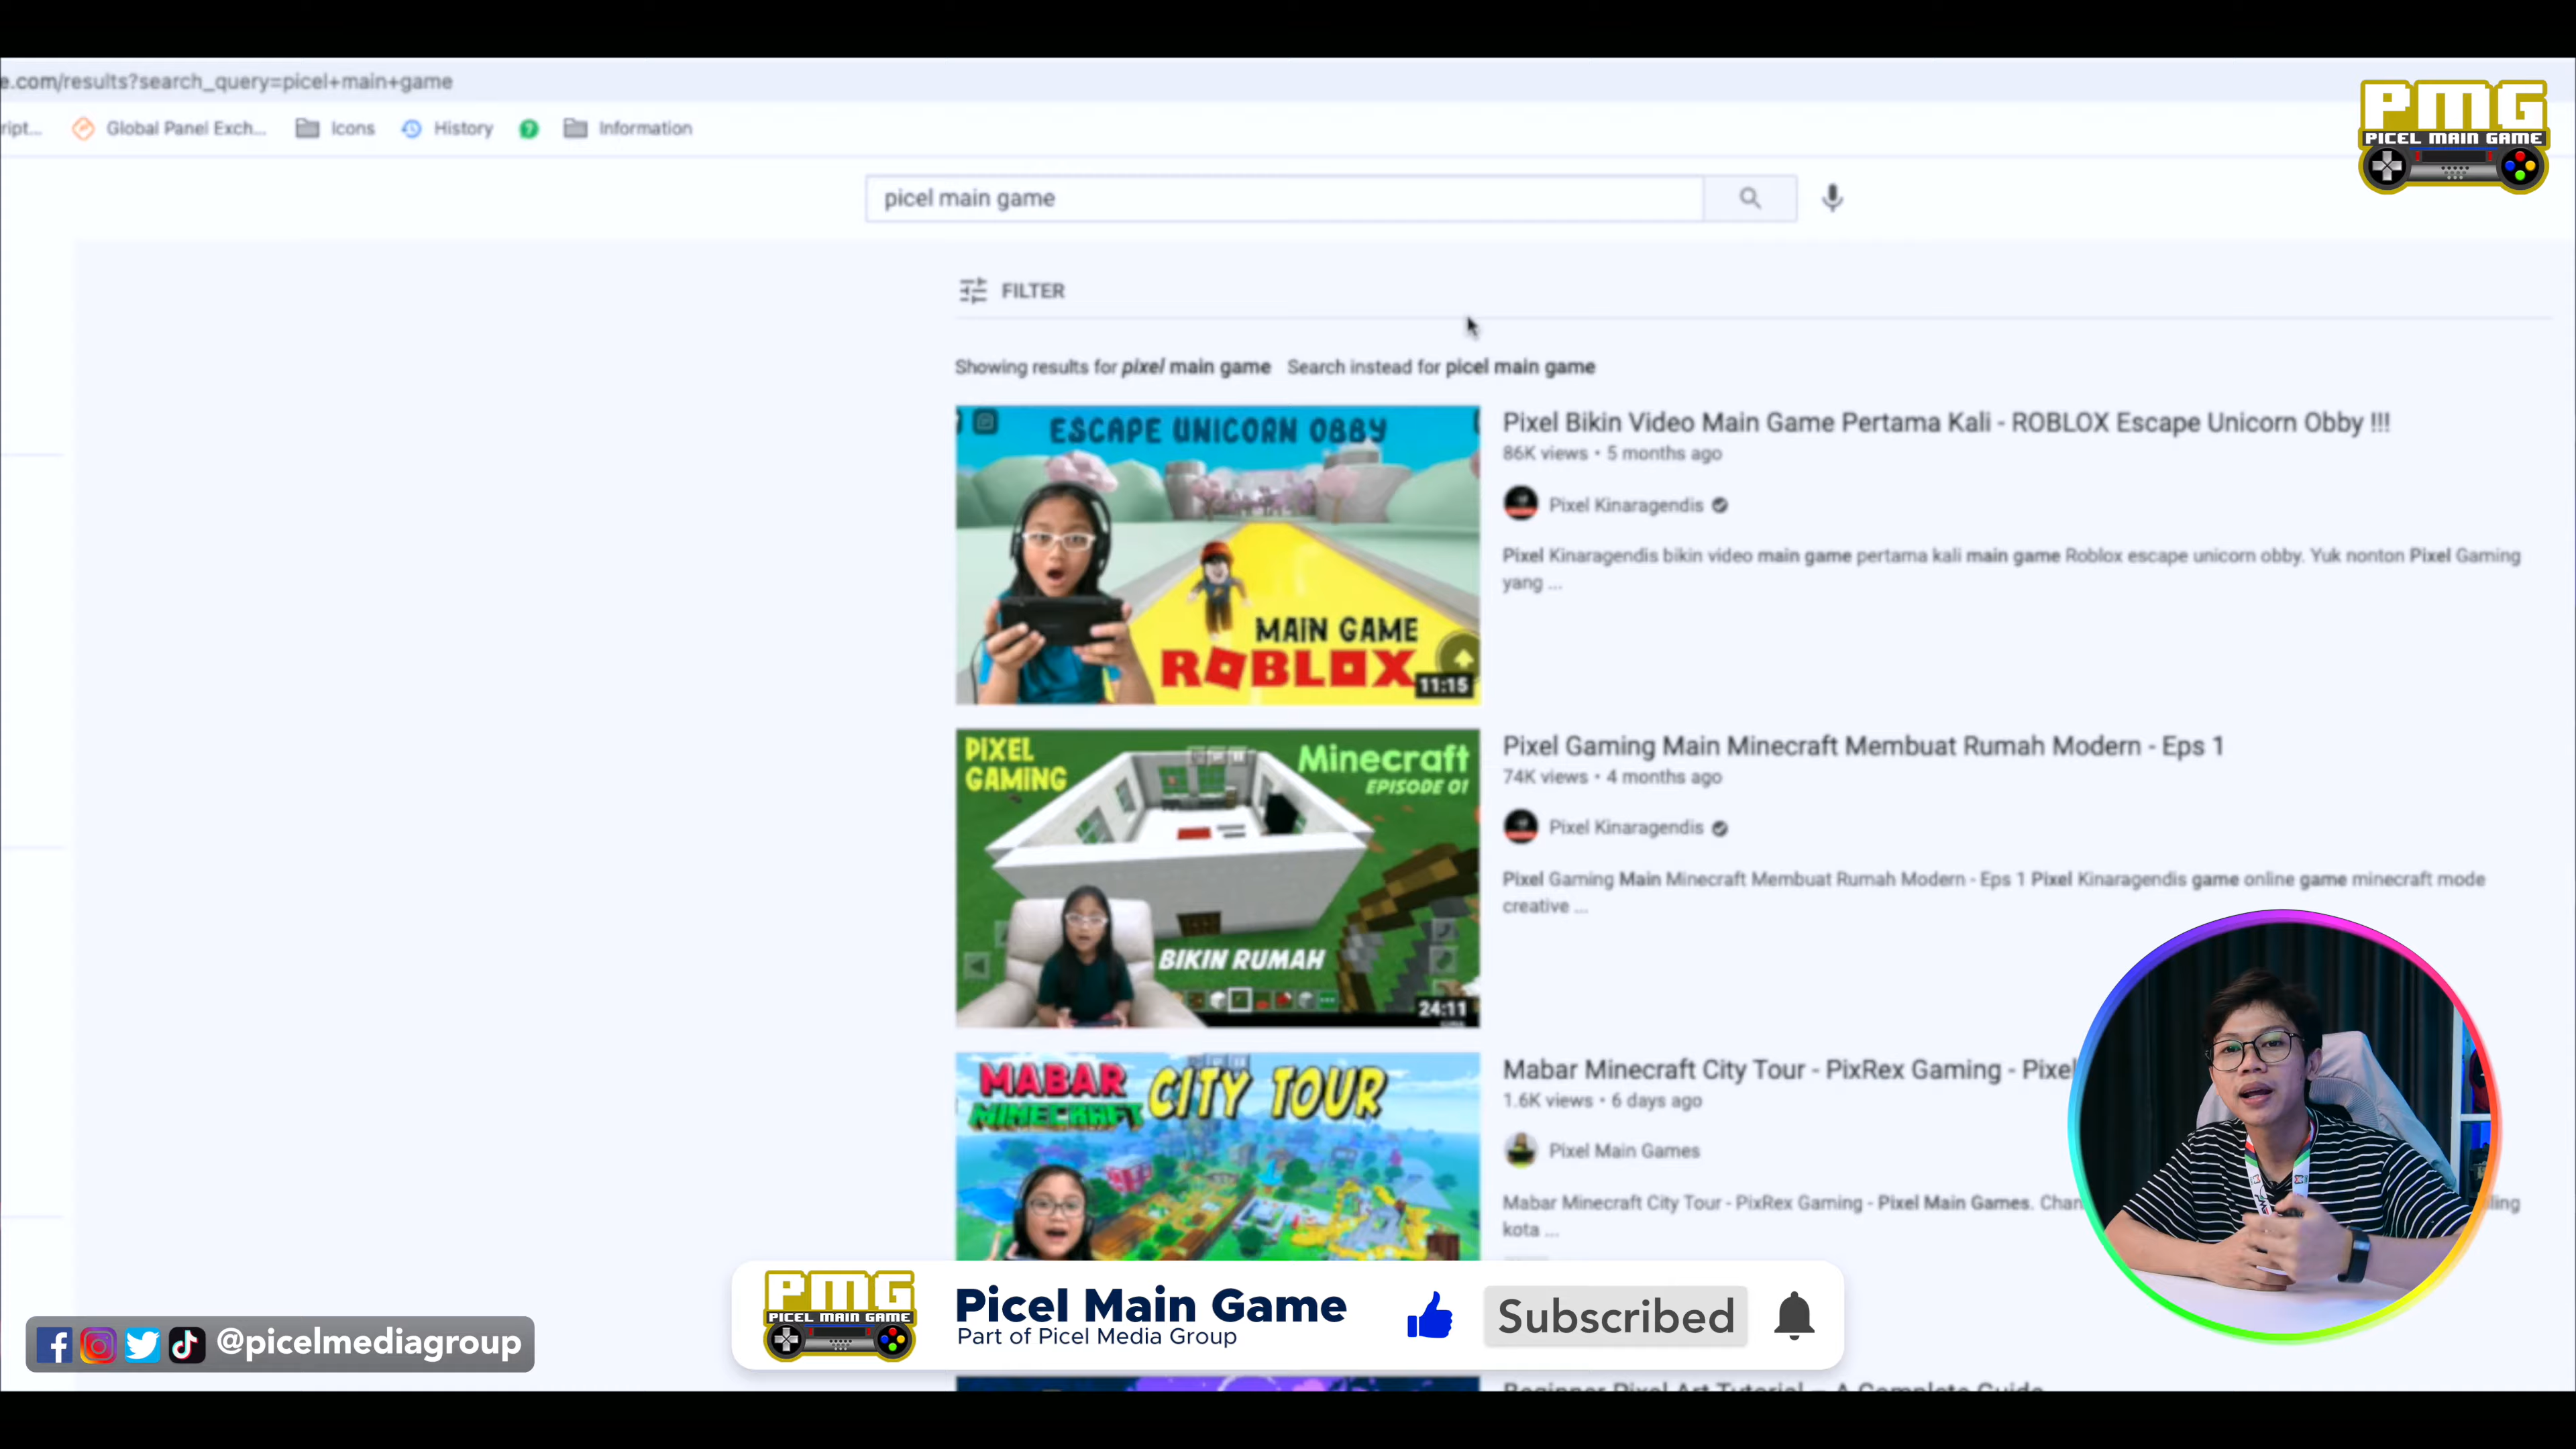 e.com/results?search_query=picel+main+game
ript... Global Panel Exch... Icons History Information
PMG
PICEL MAIN GAME
picel main game
FILTER
Showing results for pixel main game Search instead for picel main game
ESCAPE UNICORN OBBY
MAIN GAME
ROBLOX
11:15
Pixel Bikin Video Main Game Pertama Kali - ROBLOX Escape Unicorn Obby !!!
86K views • 5 months ago
Pixel Kinaragendis
Pixel Kinaragendis bikin video main game pertama kali main game Roblox escape unicorn obby. Yuk nonton Pixel Gaming
yang ...
PIXEL
GAMING
Minecraft
EPISODE 01
BIKIN RUMAH
24:11
Pixel Gaming Main Minecraft Membuat Rumah Modern - Eps 1
74K views • 4 months ago
Pixel Kinaragendis
Pixel Gaming Main Minecraft Membuat Rumah Modern - Eps 1 Pixel Kinaragendis game online game minecraft mode
creative ...
MABAR
MINECRAFT
CITY TOUR
Mabar Minecraft City Tour - PixRex Gaming - Pixel
1.6K views • 6 days ago
Pixel Main Games
Mabar Minecraft City Tour - PixRex Gaming - Pixel Main Games. Chan
ling
kota ...
PMG
PICEL MAIN GAME
Picel Main Game
Part of Picel Media Group
Subscribed
@picelmediagroup
Beginner Pixel Art Tutorial – A Complete Guide